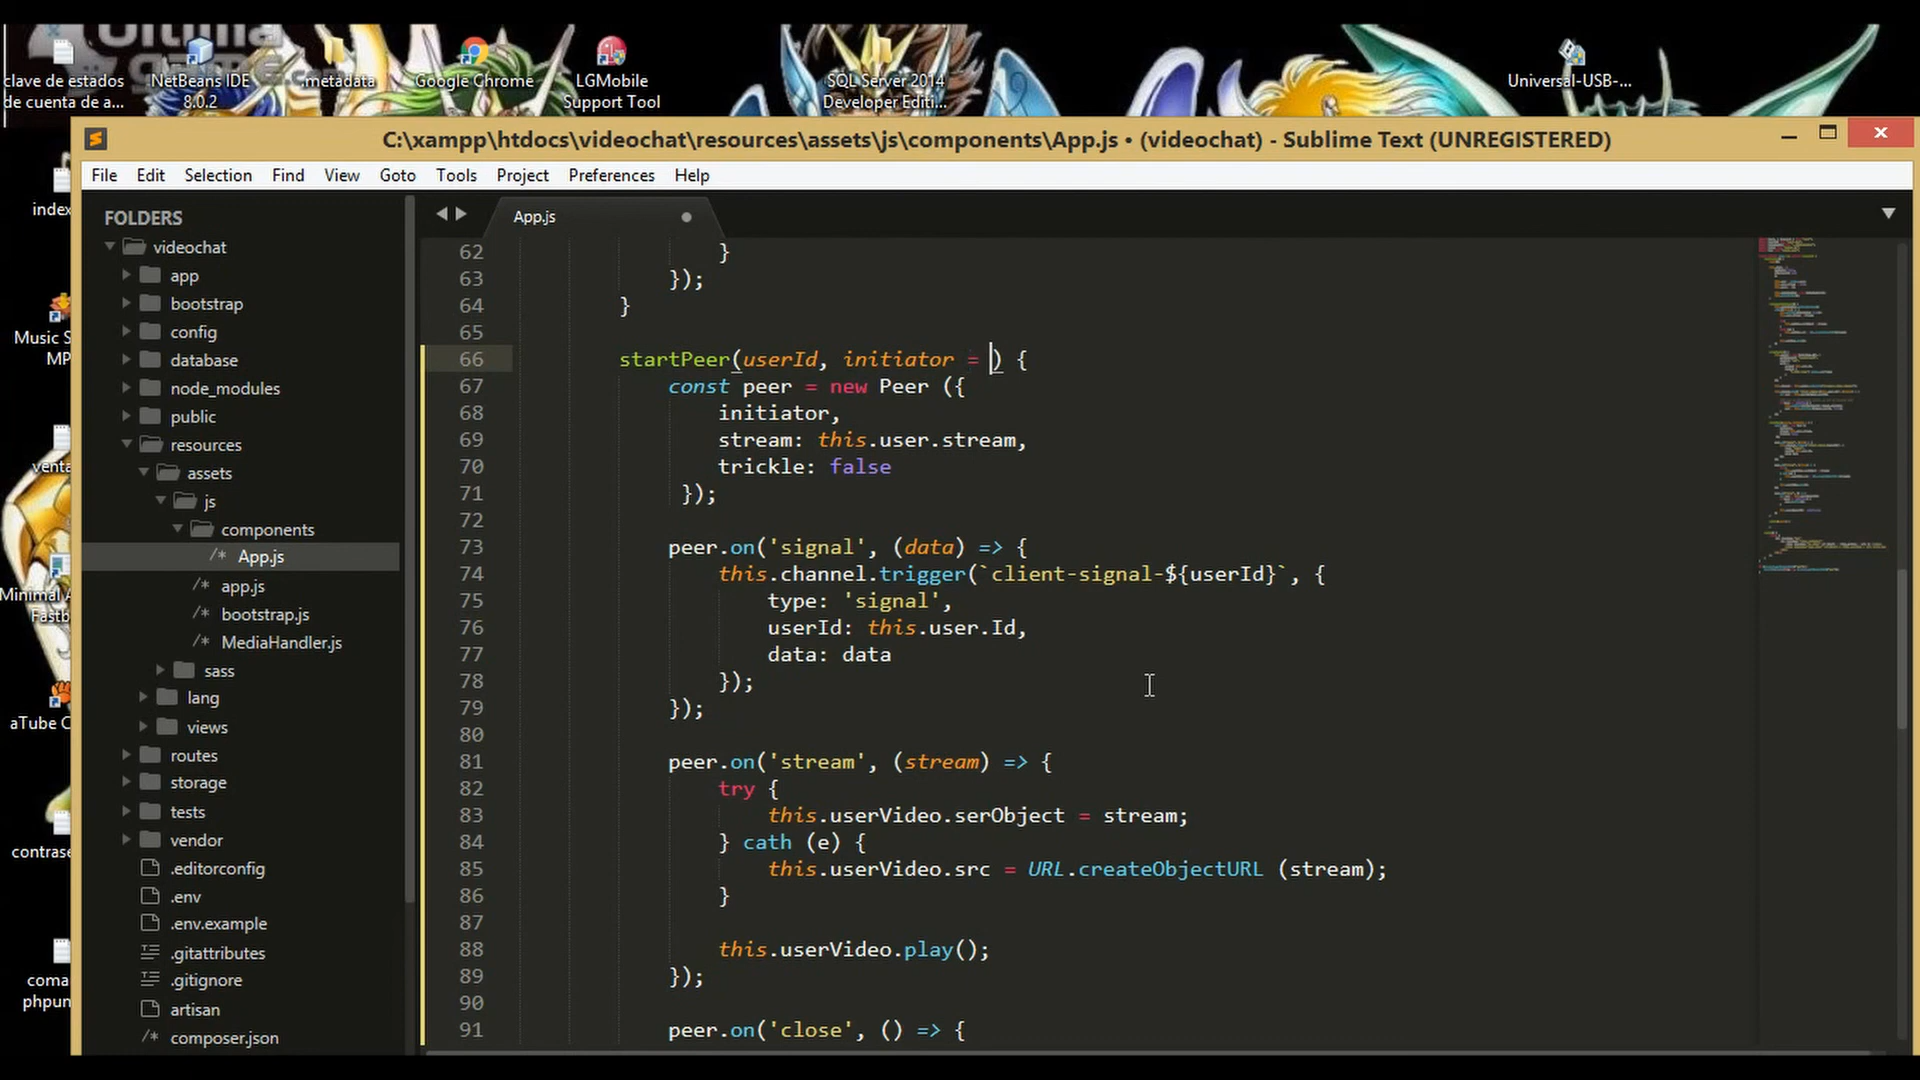 Ultima
clave de estados
de cuenta de a...
NetBeans IDE
8.0.2
.metadata
Google Chrome
LGMobile
Support Tool
SQL Server 2014
Developer Editi...
Universal-USB-...
C:\xampp\htdocs\videochat\resources\assets\js\components\App.js • (videochat) - Sublime Text (UNREGISTERED)
File Edit Selection Find View Goto Tools Project Preferences Help
index
Music S
MP
venta
Minimal A
Fastb
aTube C
contrase
coma
phpun
FOLDERS
videochat
app
bootstrap
config
database
node_modules
public
resources
assets
js
components
/* App.js
/* app.js
/* bootstrap.js
/* MediaHandler.js
sass
lang
views
routes
storage
tests
vendor
.editorconfig
.env
.env.example
.gitattributes
.gitignore
artisan
/* composer.json
App.js
62 }
63 });
64 }
65
66 startPeer(userId, initiator = ) {
67 const peer = new Peer ({
68 initiator,
69 stream: this.user.stream,
70 trickle: false
71 });
72
73 peer.on('signal', (data) => {
74 this.channel.trigger(`client-signal-${userId}`, {
75 type: 'signal',
76 userId: this.user.Id,
77 data: data
78 });
79 });
80
81 peer.on('stream', (stream) => {
82 try {
83 this.userVideo.serObject = stream;
84 } cath (e) {
85 this.userVideo.src = URL.createObjectURL (stream);
86 }
87
88 this.userVideo.play();
89 });
90
91 peer.on('close', () => {